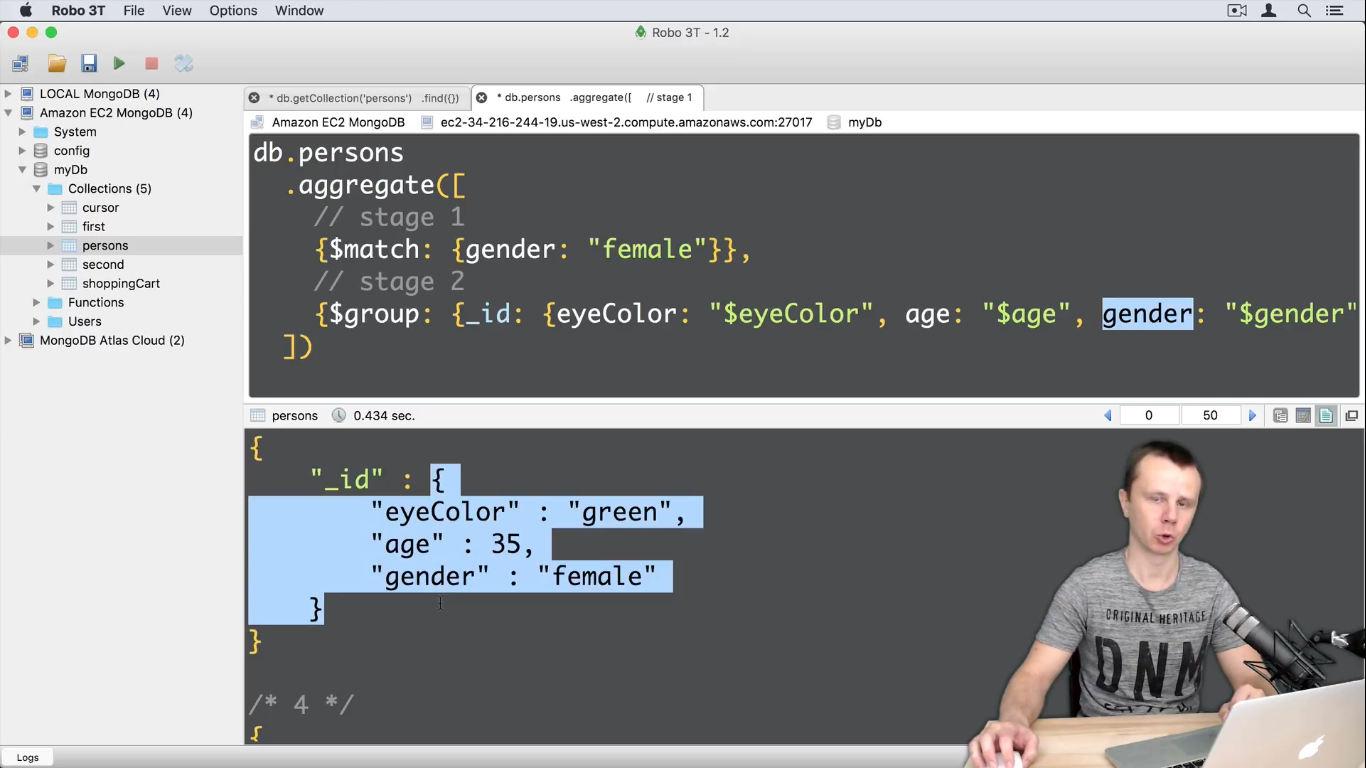 Robo 3T File View Options Window
Robo 3T - 1.2
LOCAL MongoDB (4)
Amazon EC2 MongoDB (4)
System
config
myDb
Collections (5)
cursor
first
persons
second
shoppingCart
Functions
Users
MongoDB Atlas Cloud (2)
* db.getCollection('persons') .find({})
* db.persons .aggregate([ // stage 1
Amazon EC2 MongoDB ec2-34-216-244-19.us-west-2.compute.amazonaws.com:27017 myDb
db.persons
.aggregate([
// stage 1
{$match: {gender: "female"}},
// stage 2
{$group: {_id: {eyeColor: "$eyeColor", age: "$age", gender: "$gender"
])
persons 0.434 sec. 0 50
{
"_id" : {
"eyeColor" : "green",
"age" : 35,
"gender" : "female"
}
}
/* 4 */
{
ORIGINAL HERITAGE
DNM
Logs